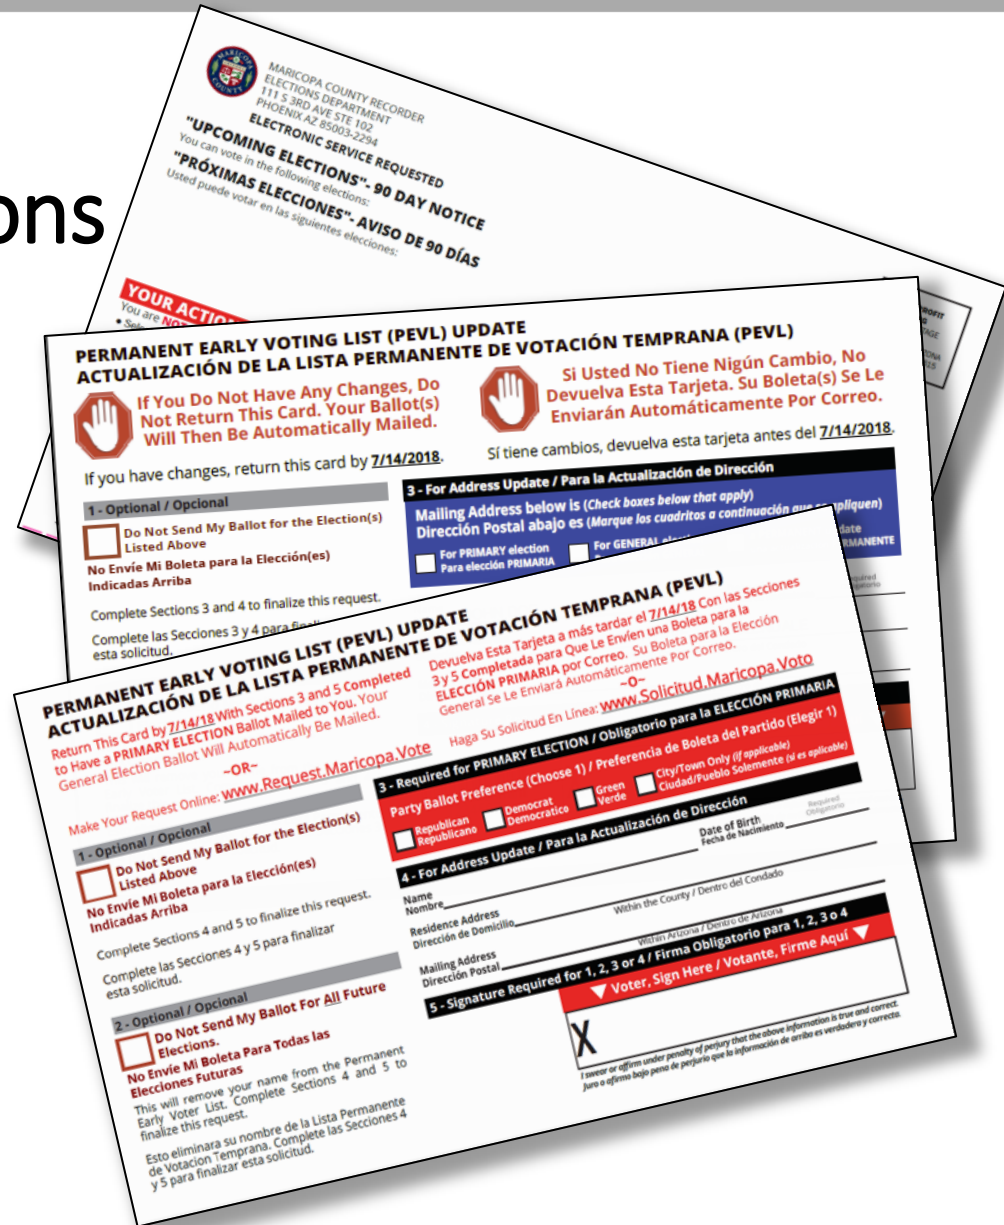 ons
MARICOPA COUNTY
MARICOPA COUNTY RECORDER
ELECTIONS DEPARTMENT
111 S 3RD AVE STE 102
PHOENIX AZ 85003-2294
ELECTRONIC SERVICE REQUESTED
"UPCOMING ELECTIONS"- 90 DAY NOTICE
You can vote in the following elections:
"PRÓXIMAS ELECCIONES"- AVISO DE 90 DÍAS
Usted puede votar en las siguientes elecciones:
YOUR ACTIO
You are NOT
PERMANENT EARLY VOTING LIST (PEVL) UPDATE
ACTUALIZACIÓN DE LA LISTA PERMANENTE DE VOTACIÓN TEMPRANA (PEVL)
If You Do Not Have Any Changes, Do
Not Return This Card. Your Ballot(s)
Will Then Be Automatically Mailed.
If you have changes, return this card by 7/14/2018.
Si Usted No Tiene Nigún Cambio, No
Devuelva Esta Tarjeta. Su Boleta(s) Se Le
Enviarán Automáticamente Por Correo.
Sí tiene cambios, devuelva esta tarjeta antes del 7/14/2018.
1 - Optional / Opcional
Do Not Send My Ballot for the Election(s)
Listed Above
No Envíe Mi Boleta para la Elección(es)
Indicadas Arriba
Complete Sections 3 and 4 to finalize this request.
Complete las Secciones 3 y 4 para
esta solicitud.
3 - For Address Update / Para la Actualización de Dirección
Mailing Address below is (Check boxes below that apply)
Dirección Postal abajo es (Marque los cuadritos a continuación que se apliquen)
For PRIMARY election
Para elección PRIMARIA
For GENERAL
date
RMANENTE
PERMANENT EARLY VOTING LIST (PEVL) UPDATE
ACTUALIZACIÓN DE LA LISTA PERMANENTE DE VOTACIÓN TEMPRANA (PEVL)
Return This Card by 7/14/18 With Sections 3 and 5 Completed
to Have a PRIMARY ELECTION Ballot Mailed to You. Your
General Election Ballot Will Automatically Be Mailed.
~OR~
Make Your Request Online: www.Request.Maricopa.Vote
Devuelva Esta Tarjeta a más tardar el 7/14/18 Con las Secciones
3 y 5 Completada para Que Le Envíen una Boleta para la
ELECCIÓN PRIMARIA por Correo. Su Boleta para la Elección
General Se Le Enviará Automáticamente Por Correo.
~O~
Haga Su Solicitud En Línea: www.Solicitud.Maricopa.Voto
1 - Optional / Opcional
Do Not Send My Ballot for the Election(s)
Listed Above
No Envíe Mi Boleta para la Elección(es)
Indicadas Arriba
Complete Sections 4 and 5 to finalize this request.
Complete las Secciones 4 y 5 para finalizar
esta solicitud.
2 - Optional / Opcional
Do Not Send My Ballot For All Future
Elections.
No Envíe Mi Boleta Para Todas las
Elecciones Futuras
This will remove your name from the Permanent
Early Voter List. Complete Sections 4 and 5 to
finalize this request.
Esto eliminara su nombre de la Lista Permanente
de Votacion Temprana. Complete las Secciones 4
y 5 para finalizar esta solicitud.
3 - Required for PRIMARY ELECTION / Obligatorio para la ELECCIÓN PRIMARIA
Party Ballot Preference (Choose 1) / Preferencia de Boleta del Partido (Elegir 1)
Republican
Republicano
Democrat
Democratico
Green
Verde
City/Town Only (if applicable)
Ciudad/Pueblo Solemente (si es aplicable)
4 - For Address Update / Para la Actualización de Dirección
Name
Nombre
Date of Birth
Fecha de Nacimiento
Required
Obligatorio
Residence Address
Dirección de Domicilio
Within the County / Dentro del Condado
Mailing Address
Dirección Postal
Within Arizona / Dentro de Arizona
5 - Signature Required for 1, 2, 3 or 4 / Firma Obligatorio para 1, 2, 3 o 4
Voter, Sign Here / Votante, Firme Aquí
X
I swear or affirm under penalty of perjury that the above information is true and correct.
Juro o afirmo bajo pena de perjurio que la información de arriba es verdadera y correcta.